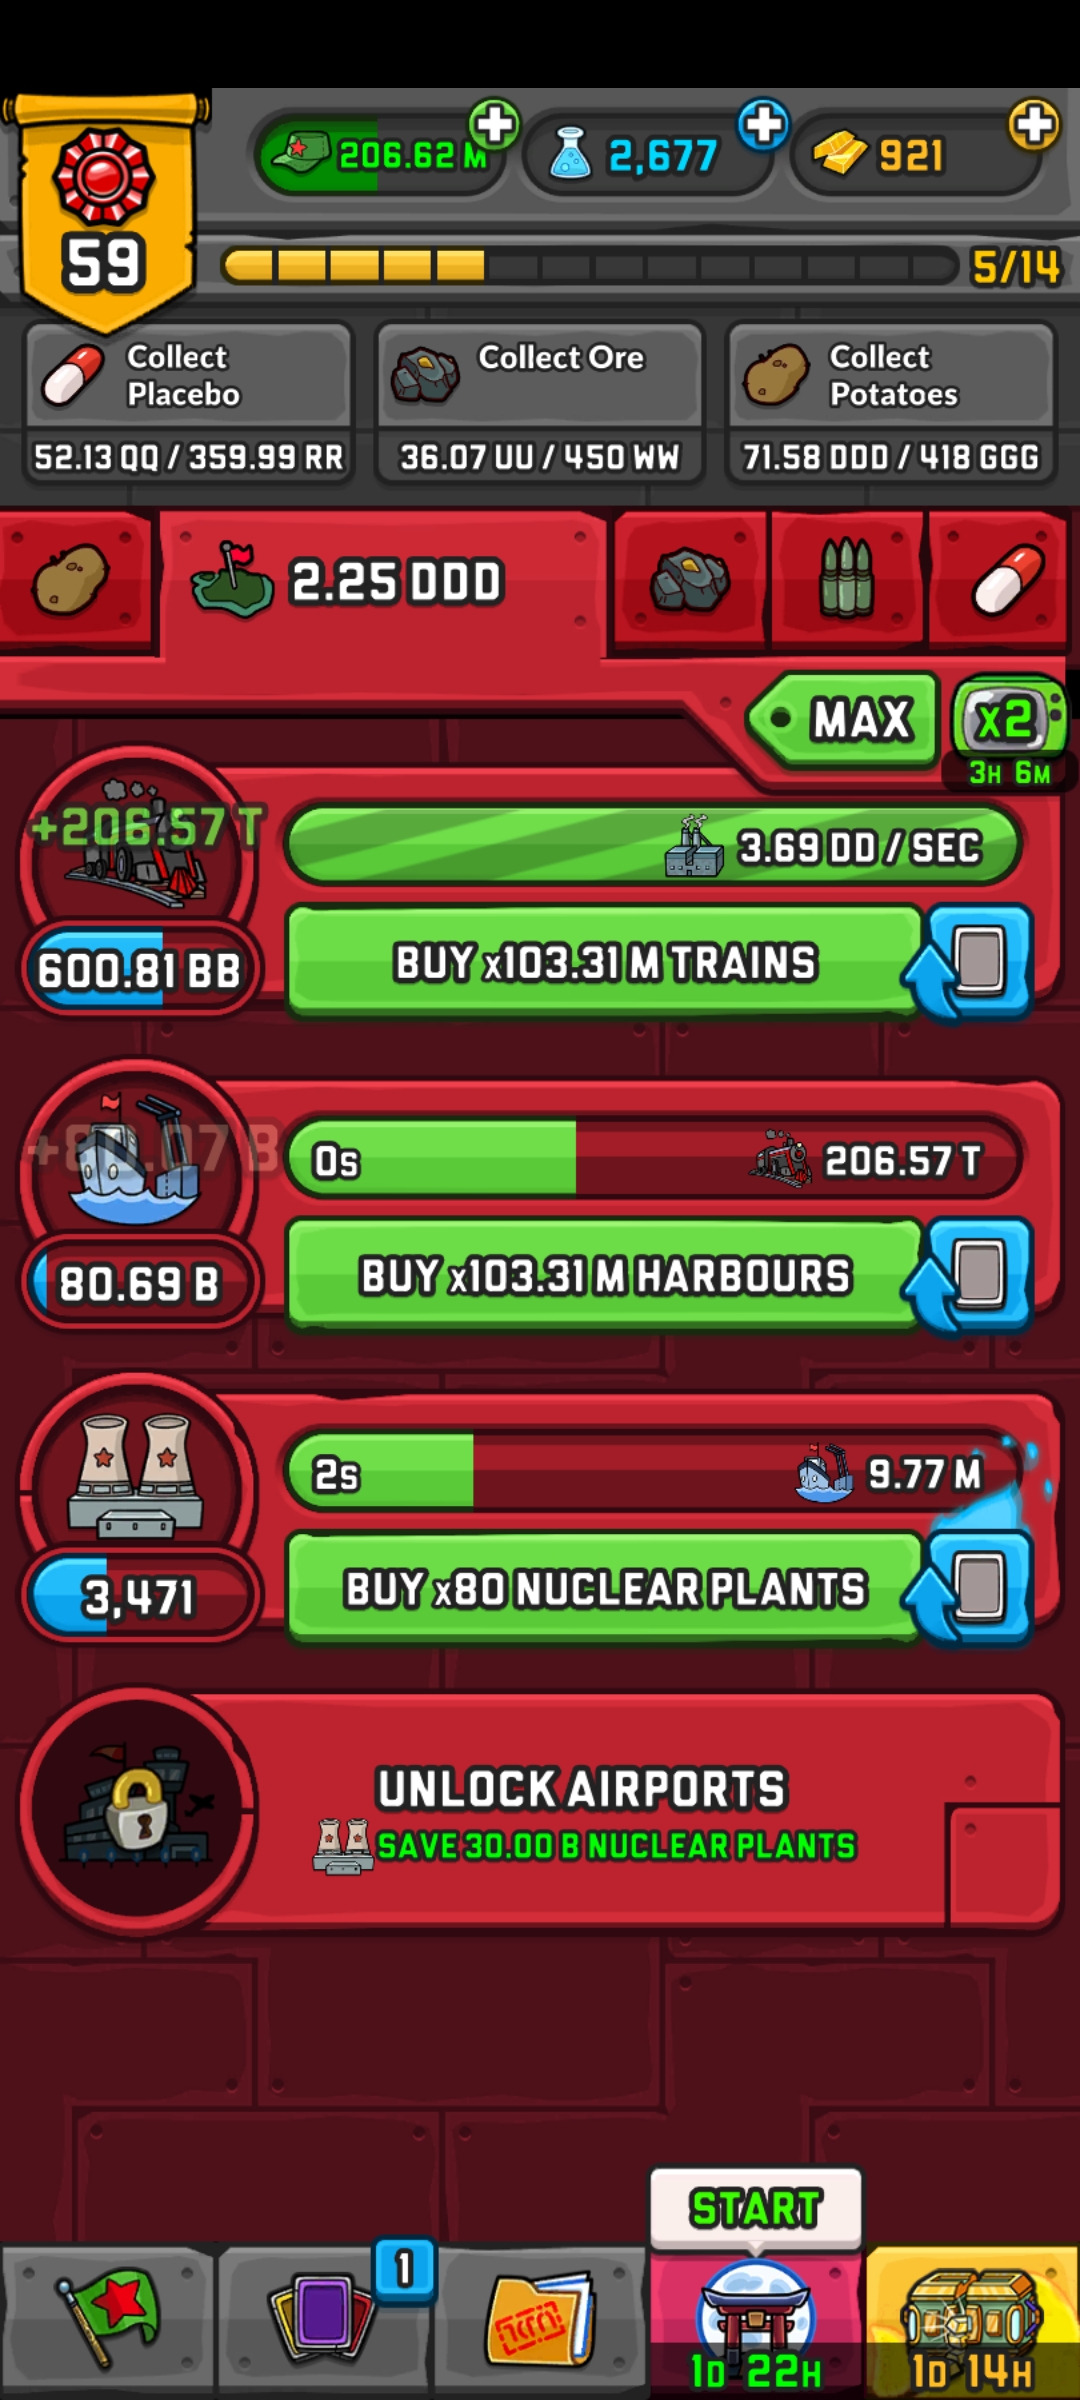 206.62 M
2,677
921
59
5/14
Collect Placebo
52.13 QQ / 359.99 RR
Collect Ore
36.07 UU / 450 WW
Collect Potatoes
71.58 DDD / 418 GGG
2.25 DDD
MAX
x2
3H 6M
+206.57 T
3.69 DD / SEC
600.81 BB
BUY x103.31 M TRAINS
+80.07 B
0s
206.57 T
80.69 B
BUY x103.31 M HARBOURS
2s
9.77 M
3,471
BUY x80 NUCLEAR PLANTS
UNLOCK AIRPORTS
SAVE 30.00 B NUCLEAR PLANTS
START
1
1D 22H
1D 14H